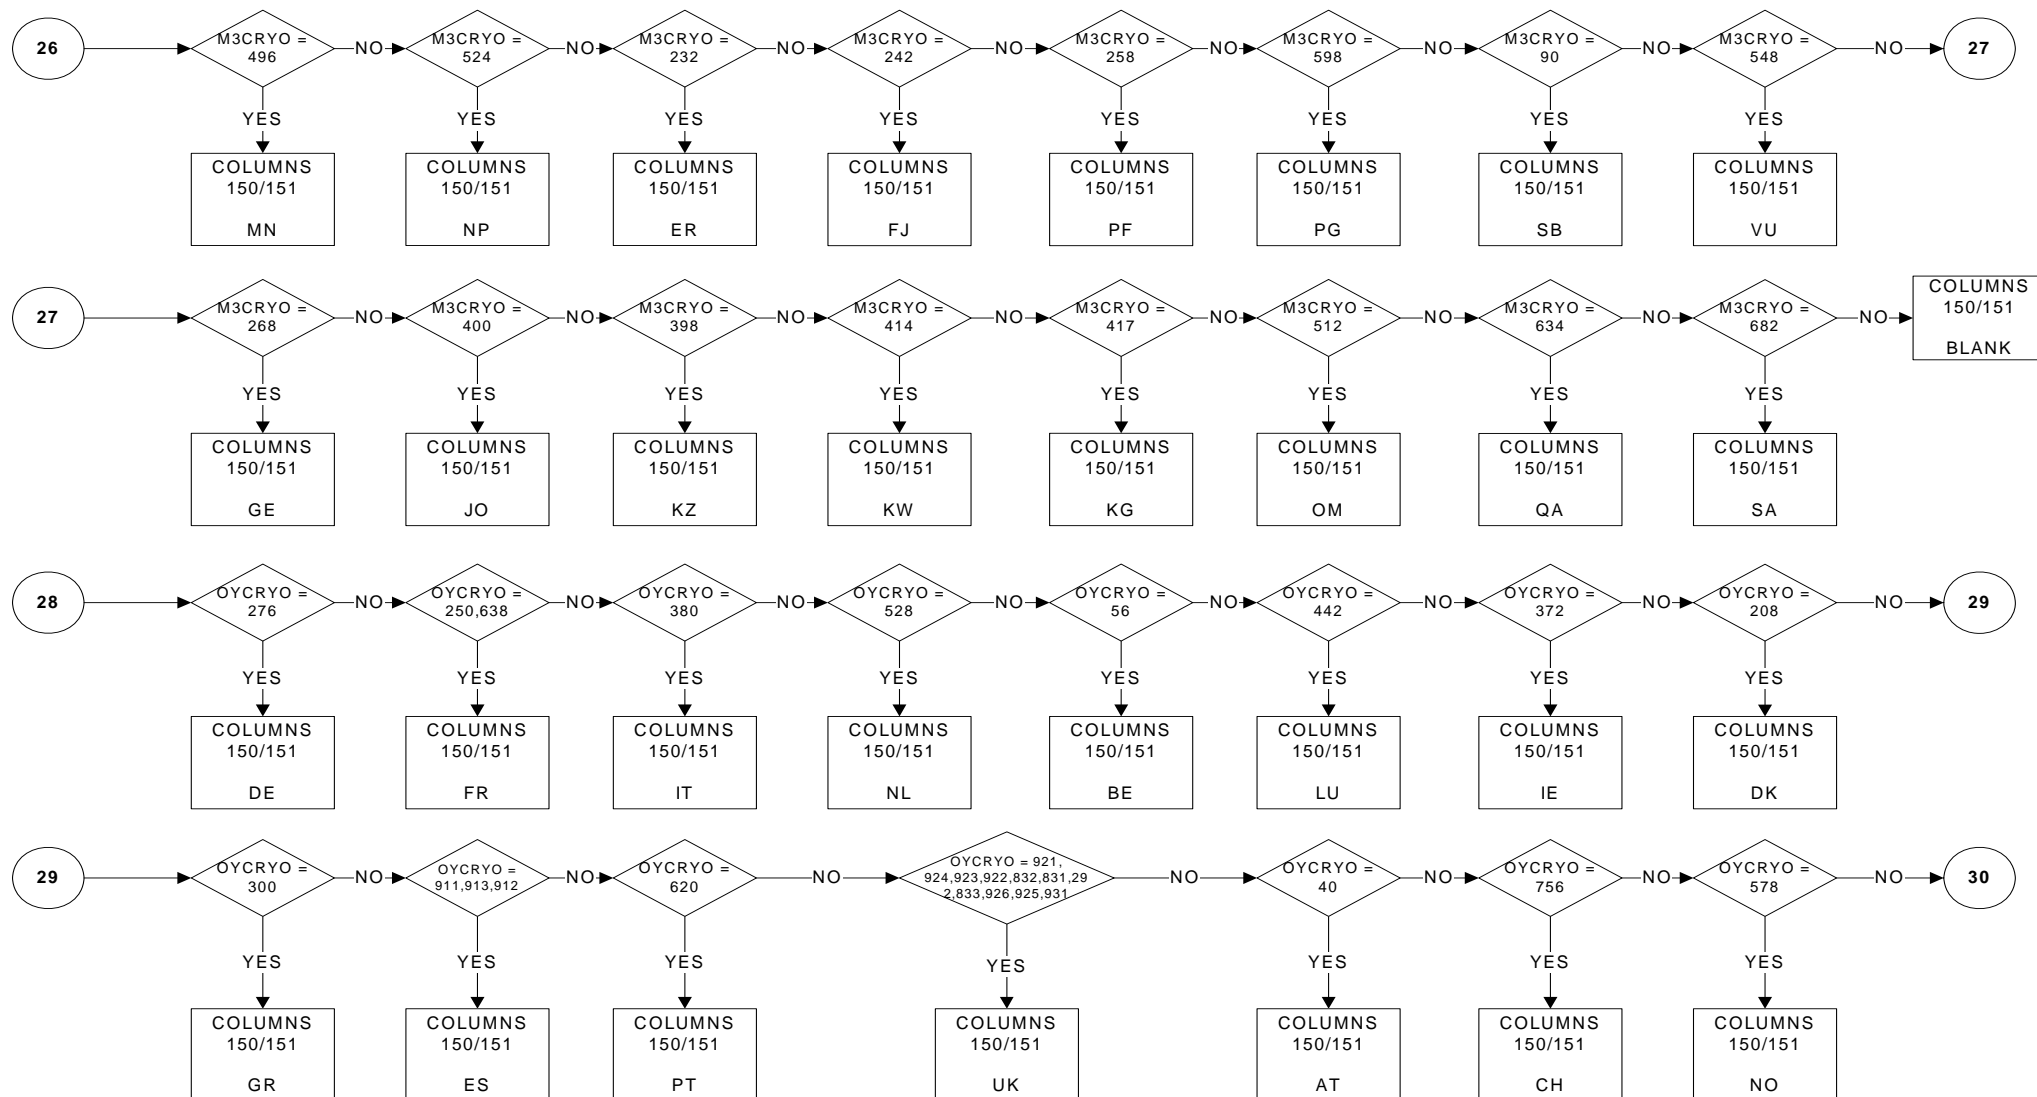 26
M3CRYO =
496
NO
M3CRYO =
524
NO
M3CRYO =
232
NO
M3CRYO =
242
NO
M3CRYO =
258
NO
M3CRYO =
598
NO
M3CRYO =
90
NO
M3CRYO =
548
NO
27
YES
YES
YES
YES
YES
YES
YES
YES
COLUMNS
150/151
MN
COLUMNS
150/151
NP
COLUMNS
150/151
ER
COLUMNS
150/151
FJ
COLUMNS
150/151
PF
COLUMNS
150/151
PG
COLUMNS
150/151
SB
COLUMNS
150/151
VU
27
M3CRYO =
268
NO
M3CRYO =
400
NO
M3CRYO =
398
NO
M3CRYO =
414
NO
M3CRYO =
417
NO
M3CRYO =
512
NO
M3CRYO =
634
NO
M3CRYO =
682
NO
COLUMNS
150/151
BLANK
YES
YES
YES
YES
YES
YES
YES
YES
COLUMNS
150/151
GE
COLUMNS
150/151
JO
COLUMNS
150/151
KZ
COLUMNS
150/151
KW
COLUMNS
150/151
KG
COLUMNS
150/151
OM
COLUMNS
150/151
QA
COLUMNS
150/151
SA
28
OYCRYO =
276
NO
OYCRYO =
250,638
NO
OYCRYO =
380
NO
OYCRYO =
528
NO
OYCRYO =
56
NO
OYCRYO =
442
NO
OYCRYO =
372
NO
OYCRYO =
208
NO
29
YES
YES
YES
YES
YES
YES
YES
YES
COLUMNS
150/151
DE
COLUMNS
150/151
FR
COLUMNS
150/151
IT
COLUMNS
150/151
NL
COLUMNS
150/151
BE
COLUMNS
150/151
LU
COLUMNS
150/151
IE
COLUMNS
150/151
DK
29
OYCRYO =
300
NO
OYCRYO =
911,913,912
NO
OYCRYO =
620
NO
OYCRYO = 921,
924,923,922,832,831,29
2,833,926,925,931
NO
OYCRYO =
40
NO
OYCRYO =
756
NO
OYCRYO =
578
NO
30
YES
YES
YES
YES
YES
YES
YES
COLUMNS
150/151
GR
COLUMNS
150/151
ES
COLUMNS
150/151
PT
COLUMNS
150/151
UK
COLUMNS
150/151
AT
COLUMNS
150/151
CH
COLUMNS
150/151
NO